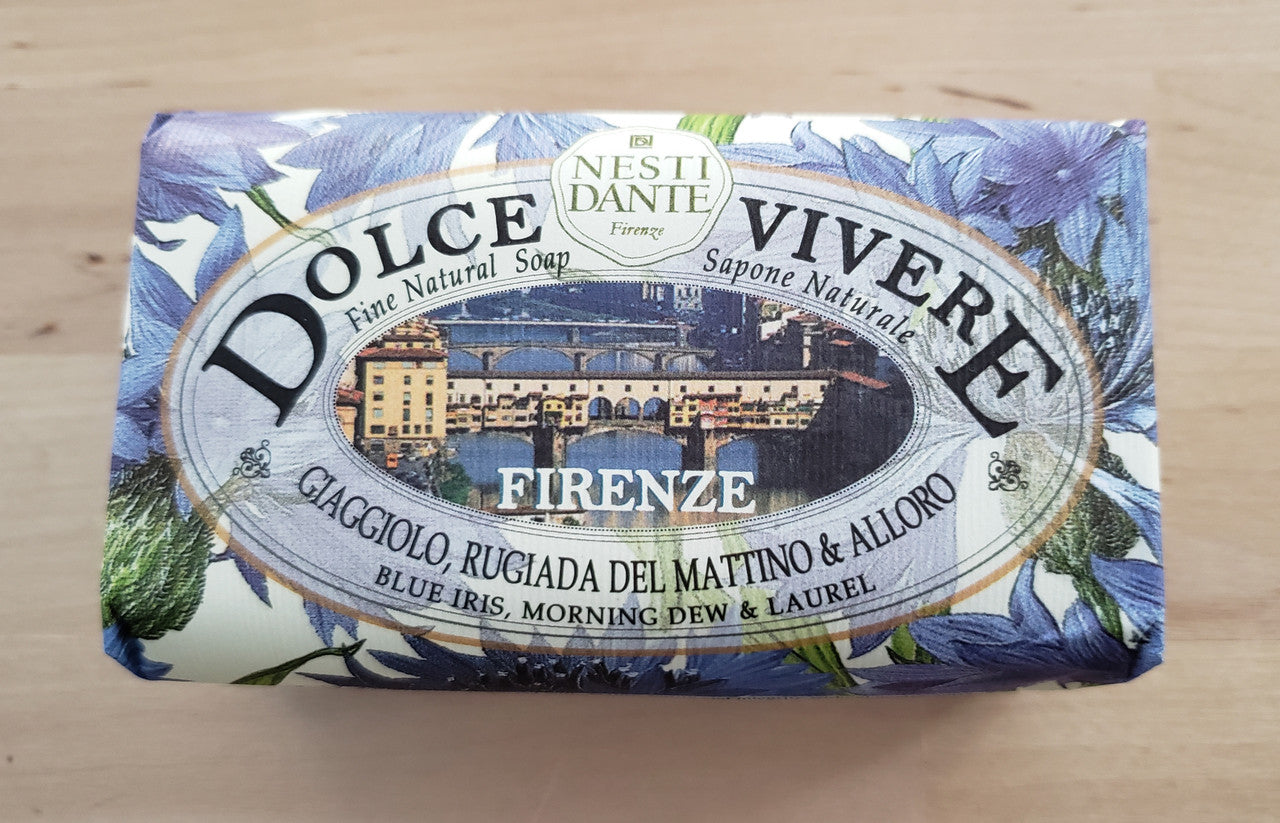 NESTI
DANTE
Firenze
DOLCE VIVERE
Fine Natural Soap
Sapone Naturale
FIRENZE
GIAGGIOLO, RUGIADA DEL MATTINO & ALLORO
BLUE IRIS, MORNING DEW & LAUREL